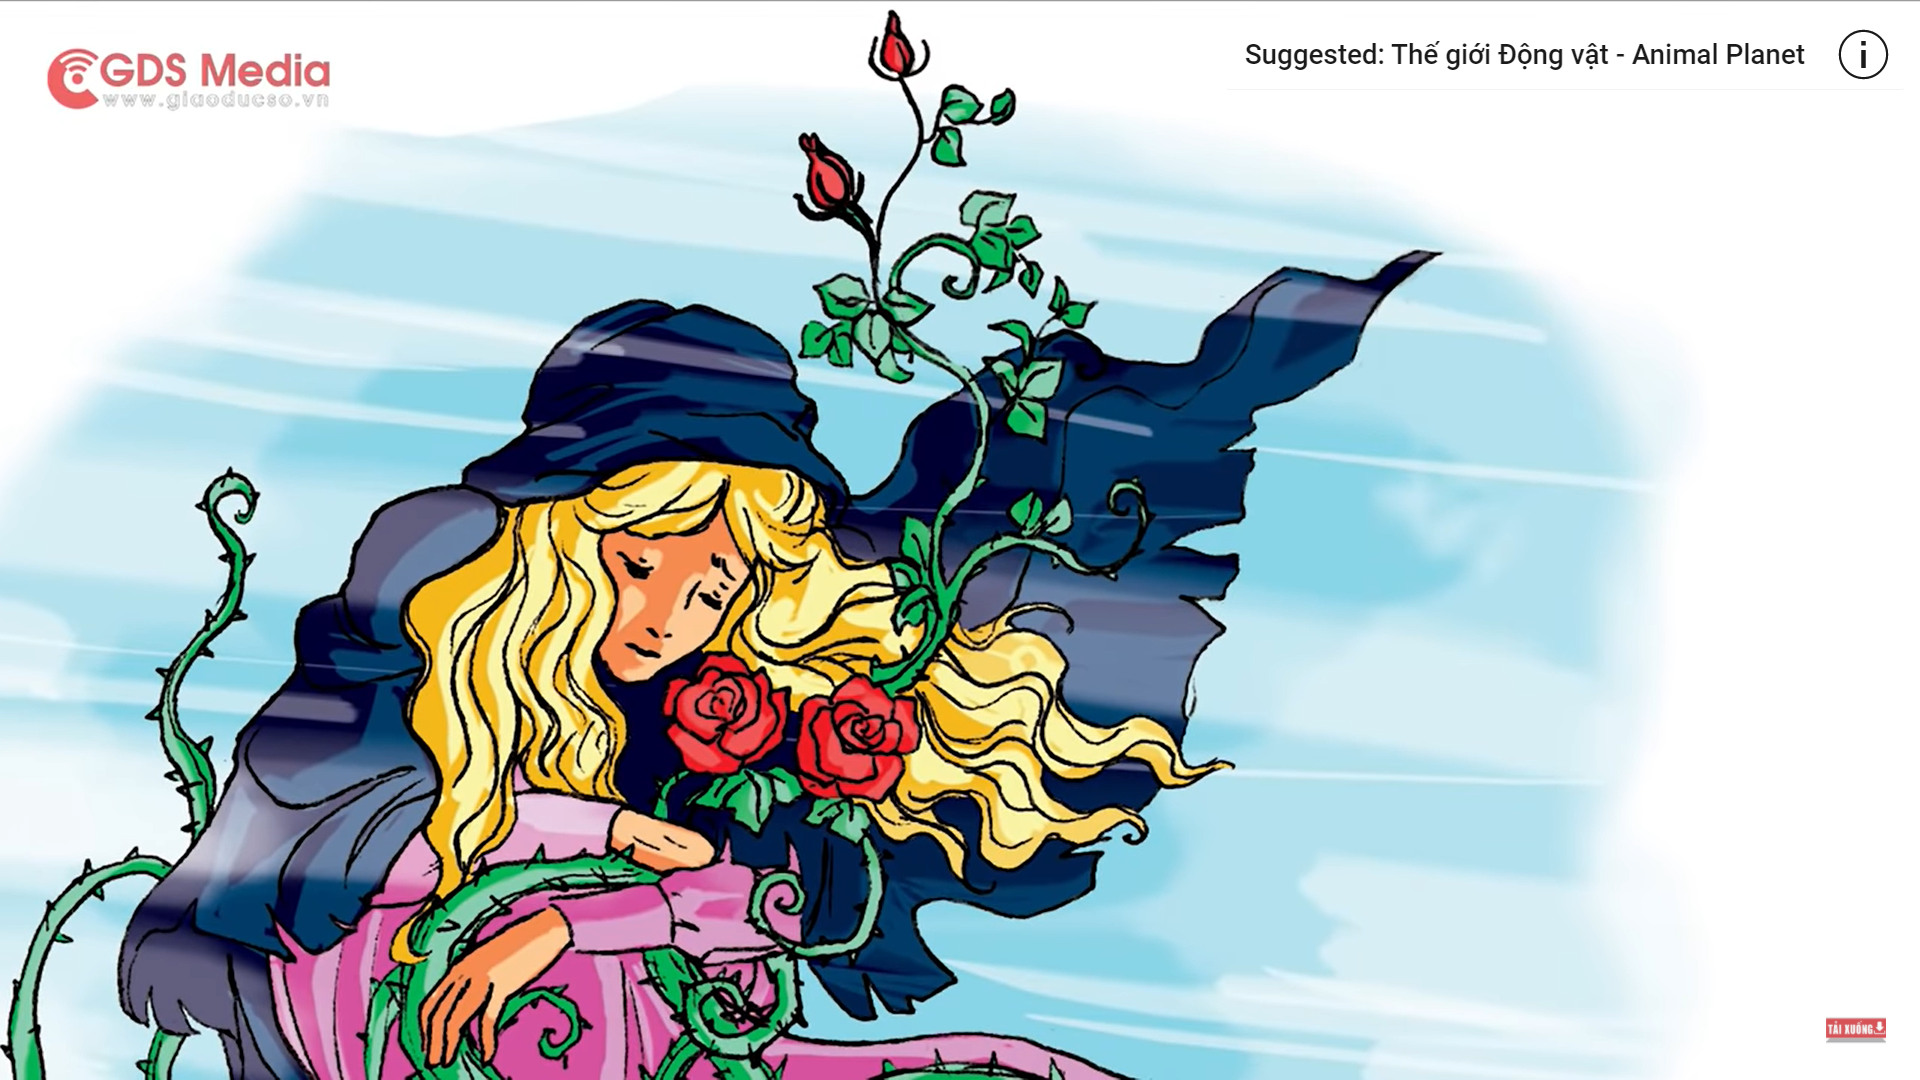 GDS Media
www.giaoducso.vn
Suggested: Thế giới Động vật - Animal Planet
i
TẢI XUỐNG